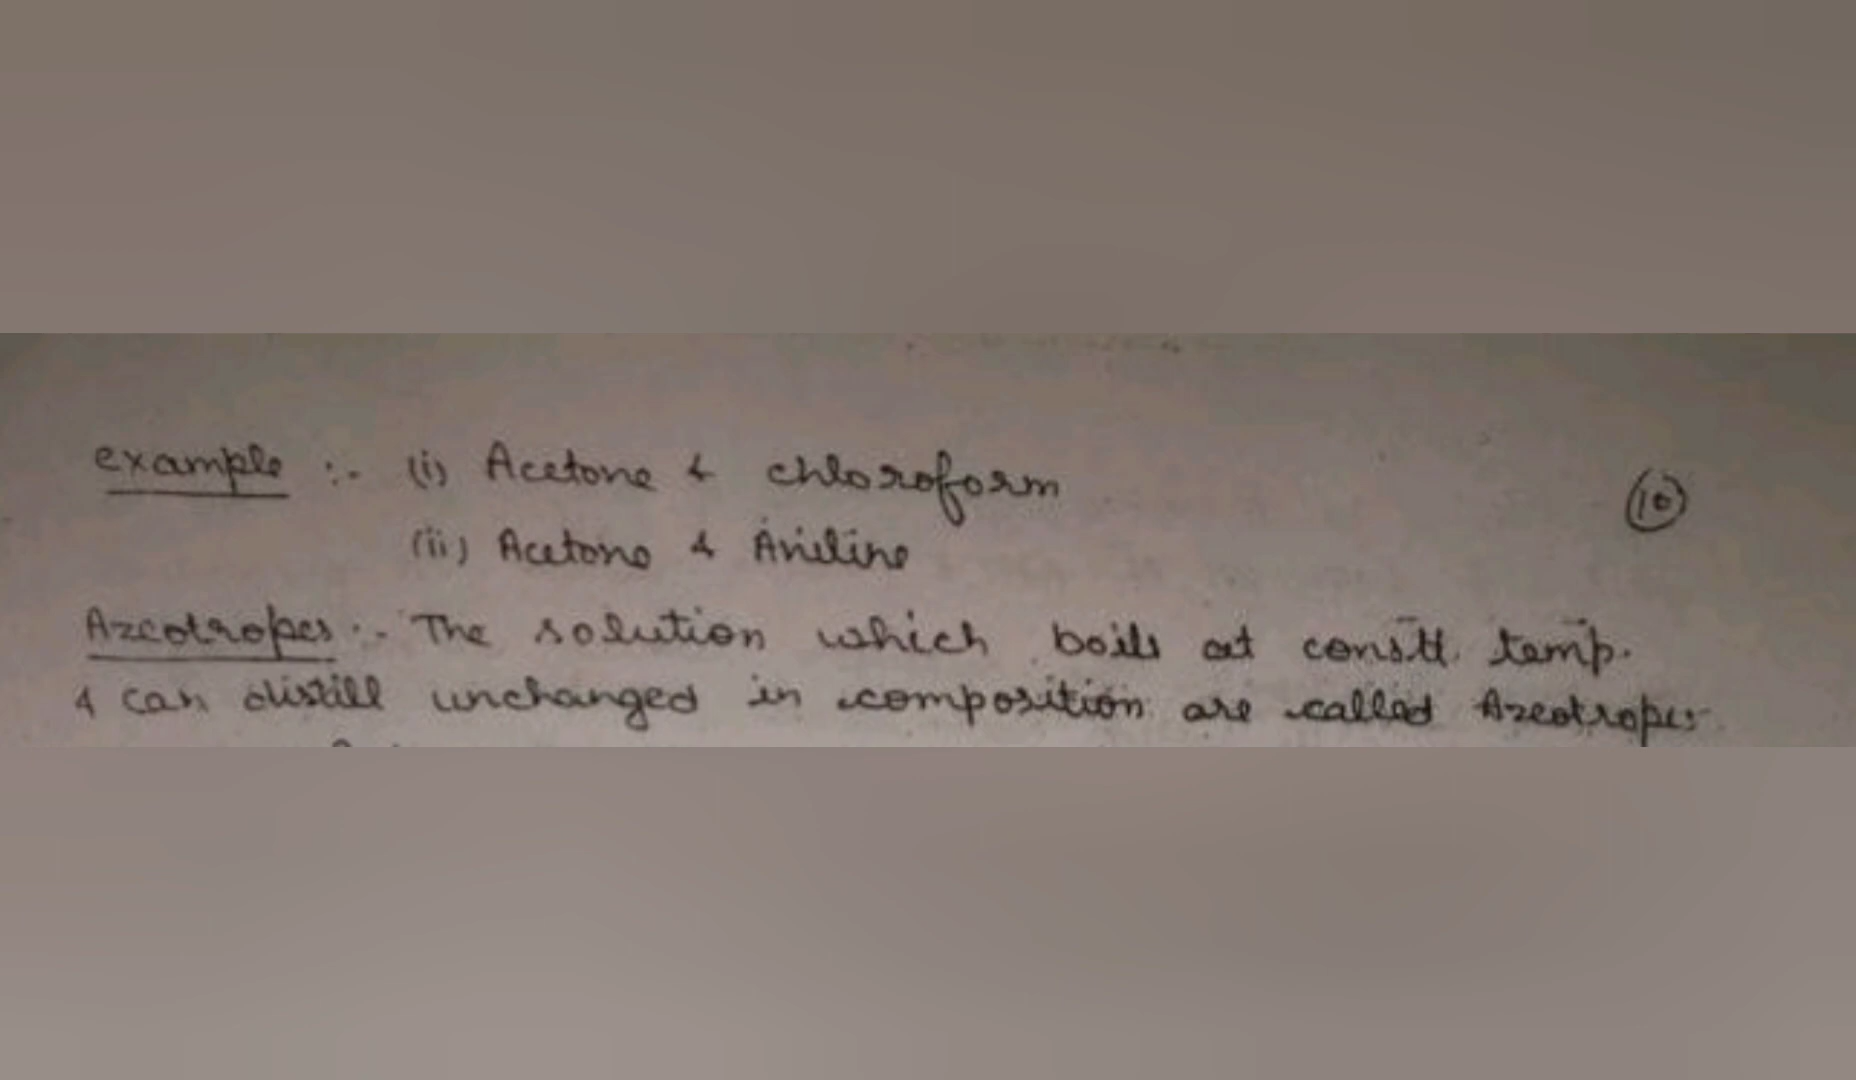 example :- (i) Acetone & chloroform
(10)
(ii) Acetone & Aniline
Azeotropes :- The solution which boils at constt. temp.
& can distill unchanged in composition are called Azeotropes